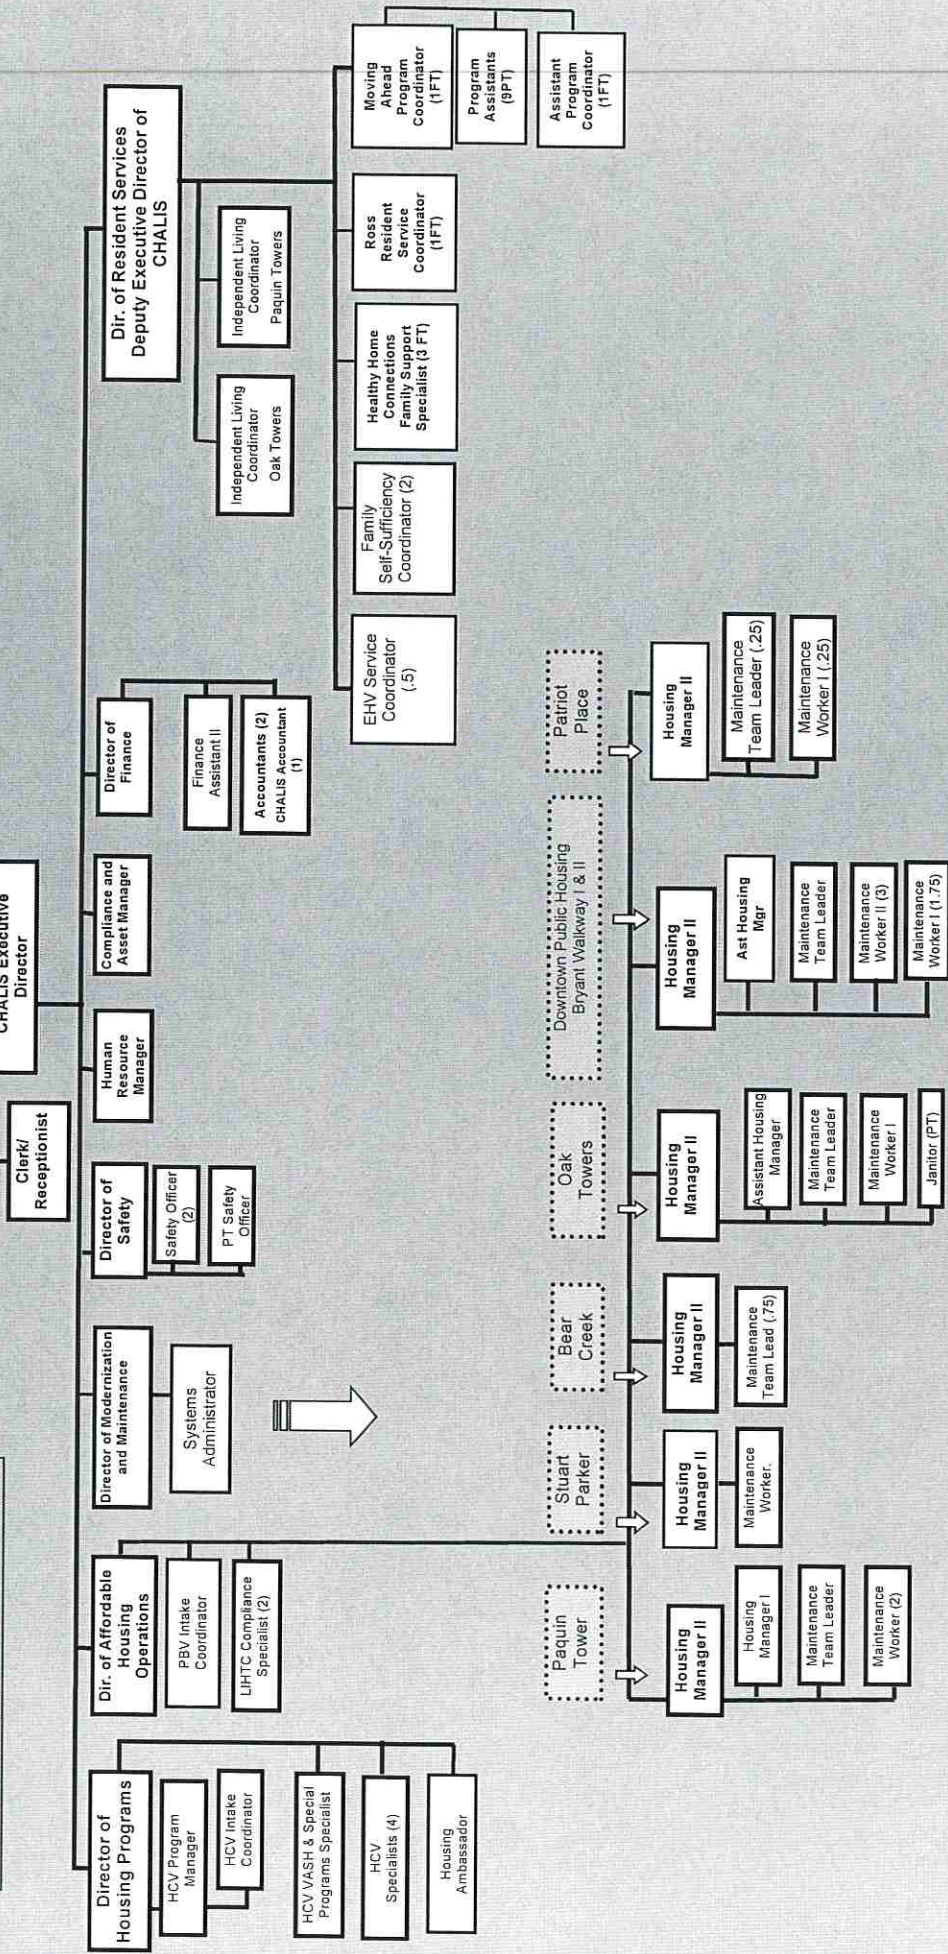 CHALIS Executive
Director
Clerk/
Receptionist
Director of
Housing Programs
HCV Program
Manager
HCV Intake
Coordinator
HCV VASH & Special
Programs Specialist
HCV
Specialists (4)
Housing
Ambassador
Dir. of Affordable
Housing
Operations
PBV Intake
Coordinator
LIHTC Compliance
Specialist (2)
Director of Modernization
and Maintenance
Systems
Administrator
Director of
Safety
Safety Officer
(2)
PT Safety
Officer
Human
Resource
Manager
Compliance and
Asset Manager
Director of
Finance
Finance
Assistant II
Accountants (2)
CHALIS Accountant
(1)
Dir. of Resident Services
Deputy Executive Director of
CHALIS
Independent Living
Coordinator
Oak Towers
Independent Living
Coordinator
Paquin Towers
EHV Service
Coordinator
(.5)
Family
Self-Sufficiency
Coordinator (2)
Healthy Home
Connections
Family Support
Specialist (3 FT)
Ross
Resident
Service
Coordinator
(1FT)
Moving
Ahead
Program
Coordinator
(1FT)
Program
Assistants
(9PT)
Assistant
Program
Coordinator
(1FT)
Paquin
Tower
Housing
Manager II
Housing
Manager I
Maintenance
Team Leader
Maintenance
Worker (2)
Stuart
Parker
Housing
Manager II
Maintenance
Worker.
Bear
Creek
Housing
Manager II
Maintenance
Team Lead (.75)
Oak
Towers
Housing
Manager II
Assistant Housing
Manager
Maintenance
Team Leader
Maintenance
Worker I
Janitor (PT)
Downtown Public Housing
Bryant Walkway I & II
Housing
Manager II
Ast Housing
Mgr
Maintenance
Team Leader
Maintenance
Worker II (3)
Maintenance
Worker I (1.75)
Patriot
Place
Housing
Manager II
Maintenance
Team Leader (.25)
Maintenance
Worker I (.25)